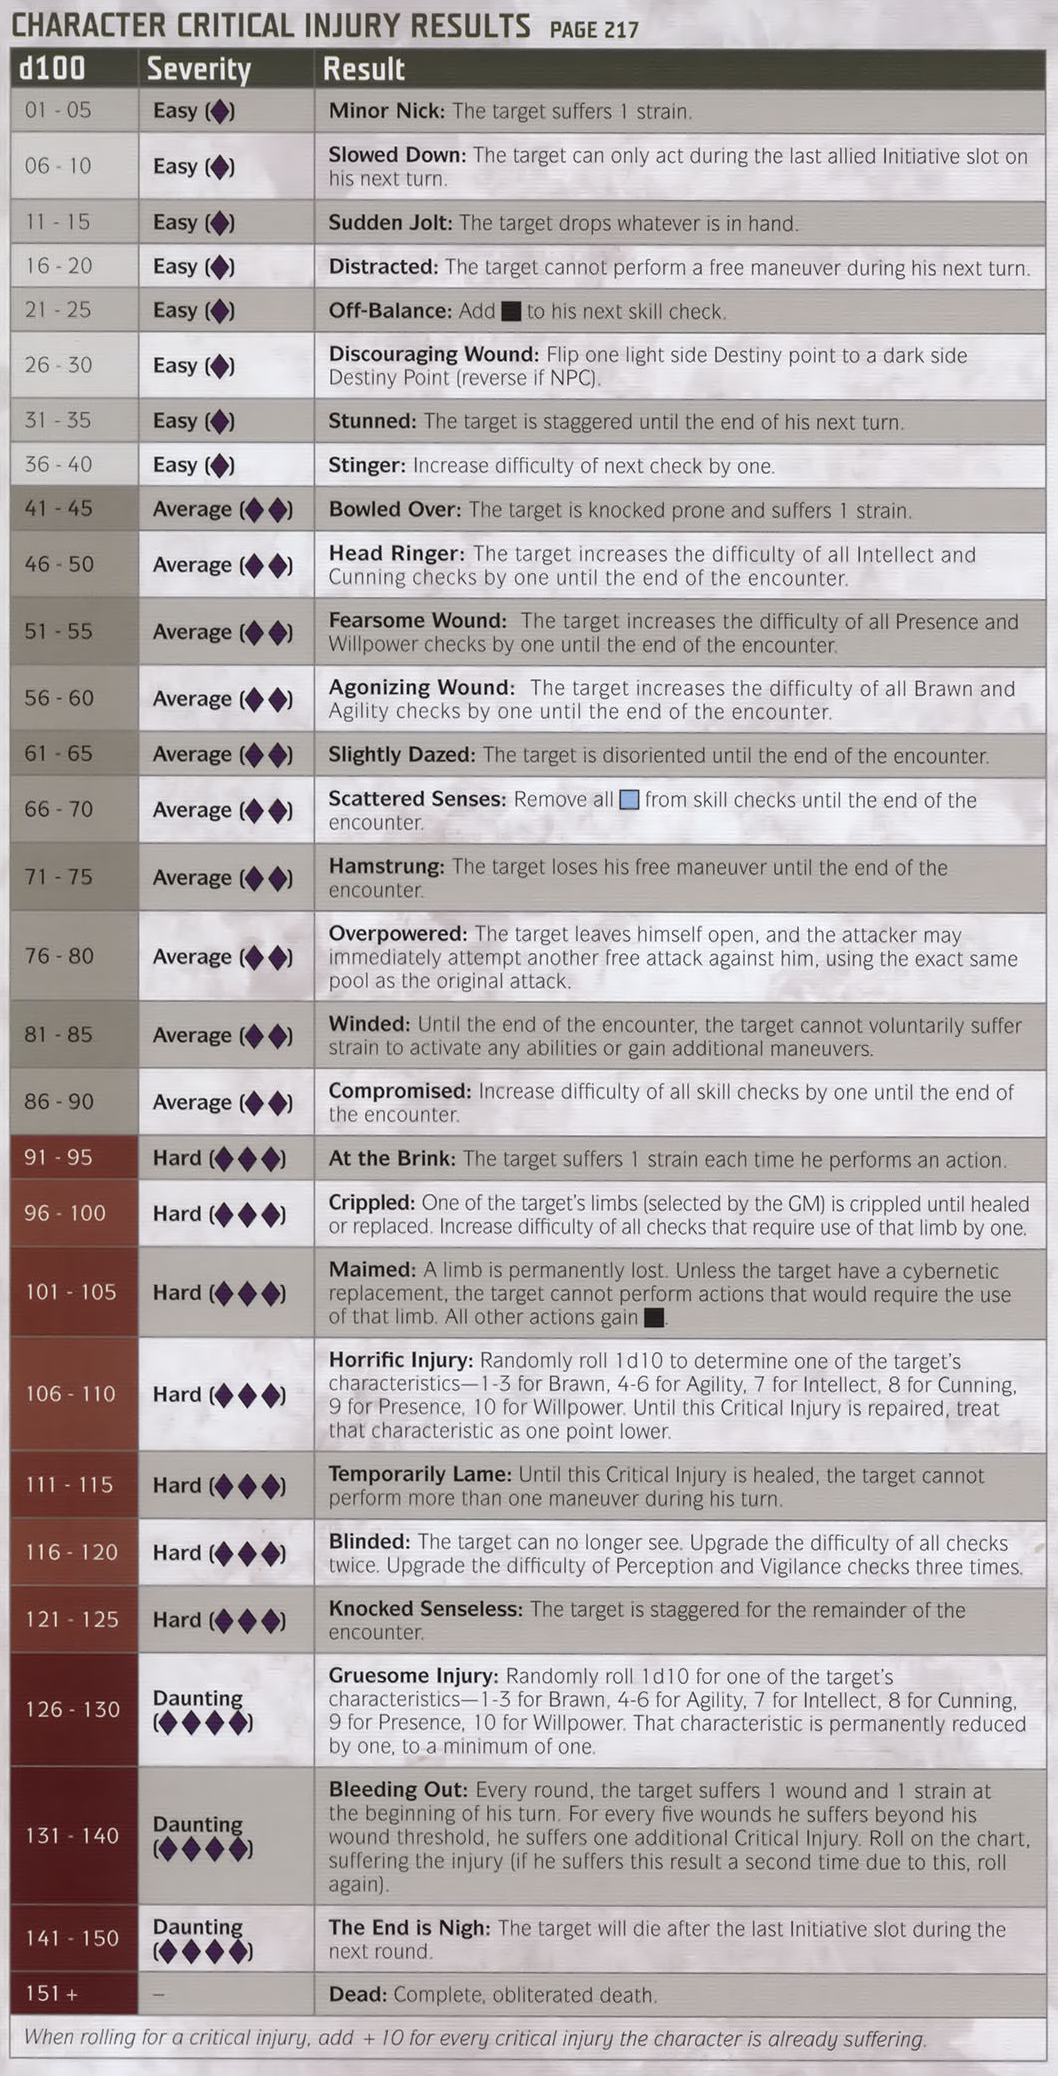 CHARACTER CRITICAL INJURY RESULTS PAGE 217
d100 Severity Result
01 - 05 Easy (♦) Minor Nick: The target suffers 1 strain.
06 - 10 Easy (♦) Slowed Down: The target can only act during the last allied Initiative slot on
his next turn.
11 - 15 Easy (♦) Sudden Jolt: The target drops whatever is in hand.
16 - 20 Easy (♦) Distracted: The target cannot perform a free maneuver during his next turn.
21 - 25 Easy (♦) Off-Balance: Add ■ to his next skill check.
26 - 30 Easy (♦) Discouraging Wound: Flip one light side Destiny point to a dark side
Destiny Point (reverse if NPC).
31 - 35 Easy (♦) Stunned: The target is staggered until the end of his next turn.
36 - 40 Easy (♦) Stinger: Increase difficulty of next check by one.
41 - 45 Average (♦♦) Bowled Over: The target is knocked prone and suffers 1 strain.
46 - 50 Average (♦♦) Head Ringer: The target increases the difficulty of all Intellect and
Cunning checks by one until the end of the encounter.
51 - 55 Average (♦♦) Fearsome Wound: The target increases the difficulty of all Presence and
Willpower checks by one until the end of the encounter.
56 - 60 Average (♦♦) Agonizing Wound: The target increases the difficulty of all Brawn and
Agility checks by one until the end of the encounter.
61 - 65 Average (♦♦) Slightly Dazed: The target is disoriented until the end of the encounter.
66 - 70 Average (♦♦) Scattered Senses: Remove all □ from skill checks until the end of the
encounter.
71 - 75 Average (♦♦) Hamstrung: The target loses his free maneuver until the end of the
encounter.
76 - 80 Average (♦♦) Overpowered: The target leaves himself open, and the attacker may
immediately attempt another free attack against him, using the exact same
pool as the original attack.
81 - 85 Average (♦♦) Winded: Until the end of the encounter, the target cannot voluntarily suffer
strain to activate any abilities or gain additional maneuvers.
86 - 90 Average (♦♦) Compromised: Increase difficulty of all skill checks by one until the end of
the encounter.
91 - 95 Hard (♦♦♦) At the Brink: The target suffers 1 strain each time he performs an action.
96 - 100 Hard (♦♦♦) Crippled: One of the target's limbs (selected by the GM) is crippled until healed
or replaced. Increase difficulty of all checks that require use of that limb by one.
101 - 105 Hard (♦♦♦) Maimed: A limb is permanently lost. Unless the target have a cybernetic
replacement, the target cannot perform actions that would require the use
of that limb. All other actions gain ■.
106 - 110 Hard (♦♦♦) Horrific Injury: Randomly roll 1d10 to determine one of the target's
characteristics—1-3 for Brawn, 4-6 for Agility, 7 for Intellect, 8 for Cunning,
9 for Presence, 10 for Willpower. Until this Critical Injury is repaired, treat
that characteristic as one point lower.
111 - 115 Hard (♦♦♦) Temporarily Lame: Until this Critical Injury is healed, the target cannot
perform more than one maneuver during his turn.
116 - 120 Hard (♦♦♦) Blinded: The target can no longer see. Upgrade the difficulty of all checks
twice. Upgrade the difficulty of Perception and Vigilance checks three times.
121 - 125 Hard (♦♦♦) Knocked Senseless: The target is staggered for the remainder of the
encounter.
126 - 130 Daunting (♦♦♦♦) Gruesome Injury: Randomly roll 1d10 for one of the target's
characteristics—1-3 for Brawn, 4-6 for Agility, 7 for Intellect, 8 for Cunning,
9 for Presence, 10 for Willpower. That characteristic is permanently reduced
by one, to a minimum of one.
131 - 140 Daunting (♦♦♦♦) Bleeding Out: Every round, the target suffers 1 wound and 1 strain at
the beginning of his turn. For every five wounds he suffers beyond his
wound threshold, he suffers one additional Critical Injury. Roll on the chart,
suffering the injury (if he suffers this result a second time due to this, roll
again).
141 - 150 Daunting (♦♦♦♦) The End is Nigh: The target will die after the last Initiative slot during the
next round.
151 + – Dead: Complete, obliterated death.
When rolling for a critical injury, add + 10 for every critical injury the character is already suffering.